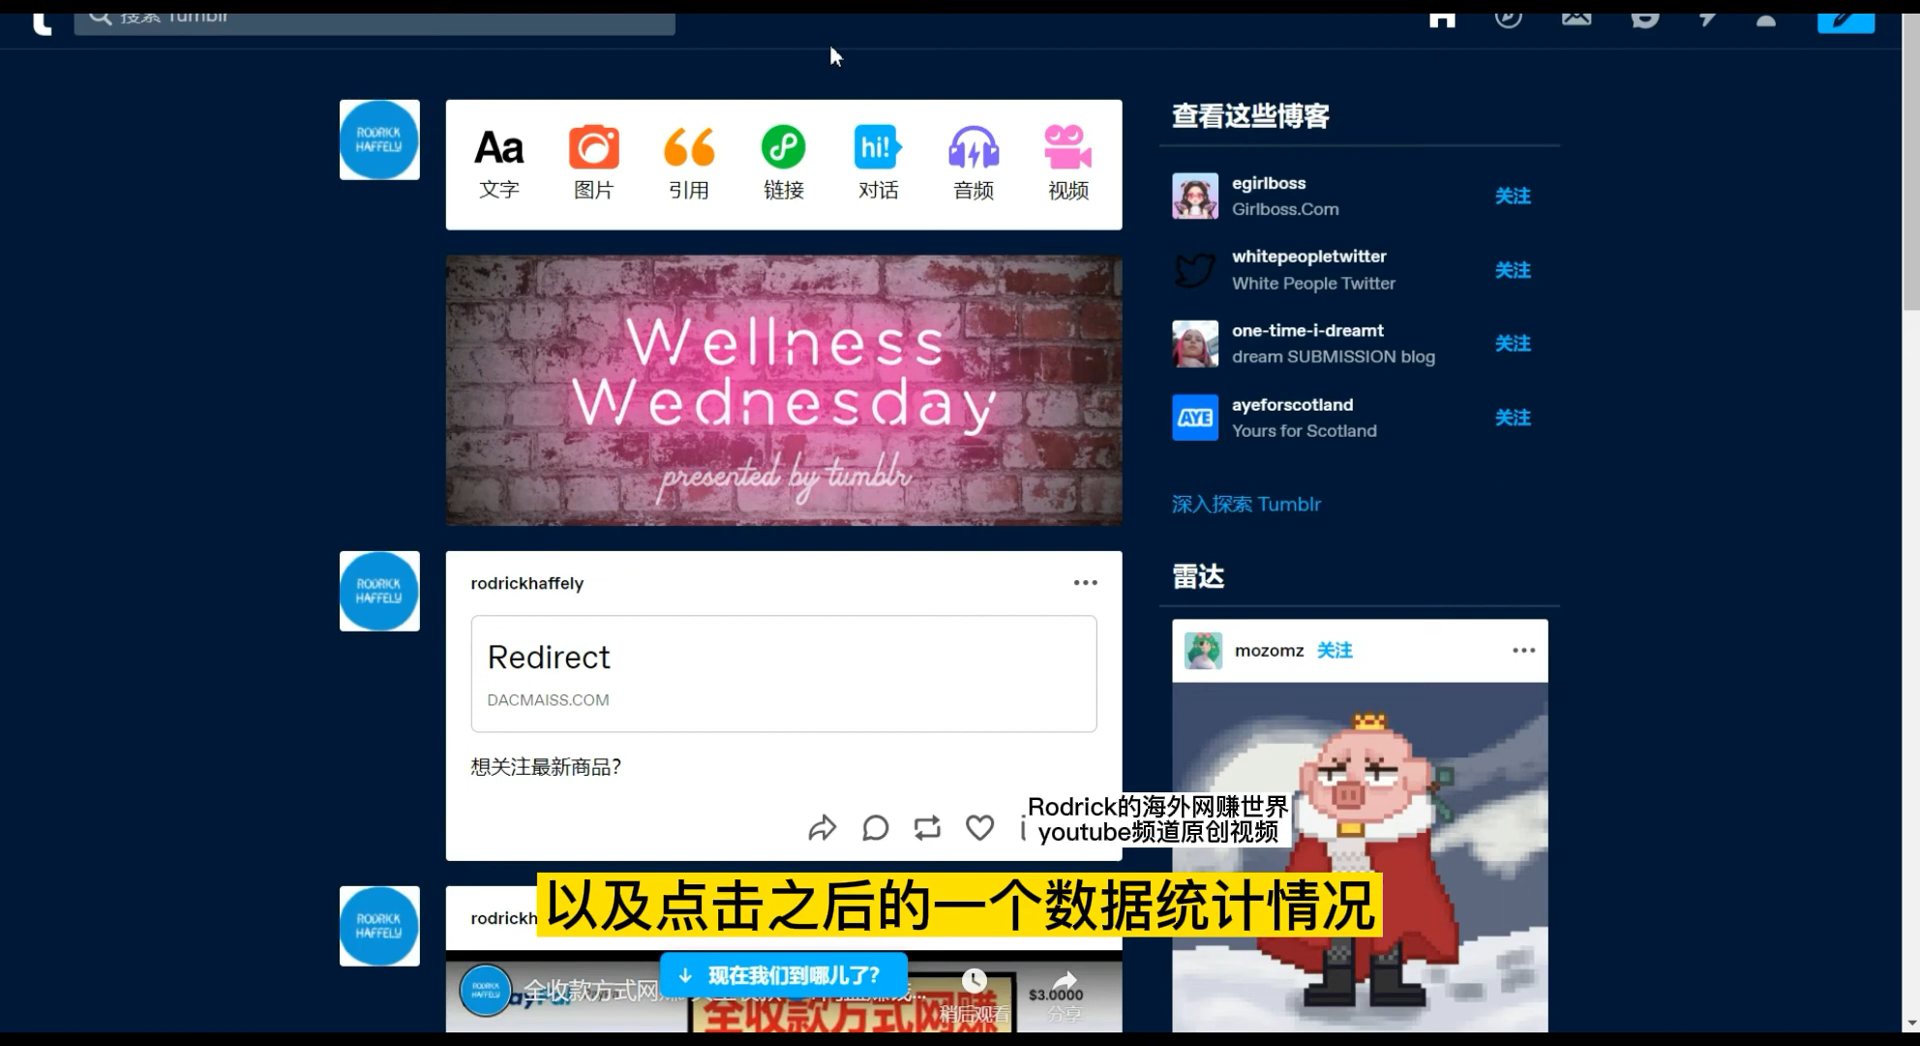 搜索 Tumblr
RODRICK
HAFFELY
Aa
hi!
文字
图片
引用
链接
对话
音频
视频
Wellness
Wednesday
presented by tumblr
查看这些博客
egirlboss
Girlboss.Com
关注
whitepeopletwitter
White People Twitter
关注
one-time-i-dreamt
dream SUBMISSION blog
关注
AYE
ayeforscotland
Yours for Scotland
关注
深入探索 Tumblr
雷达
mozomz 关注
RODRICK
HAFFELY
rodrickhaffely
Redirect
DACMAISS.COM
想关注最新商品?
Rodrick的海外网赚世界
youtube频道原创视频
以及点击之后的一个数据统计情况
RODRICK
HAFFELY
rodrickh
现在我们到哪儿了?
RODRICK
HAFFELY
全收款方式网
$3.0000
稍后观看
分享
全收款方式网赚